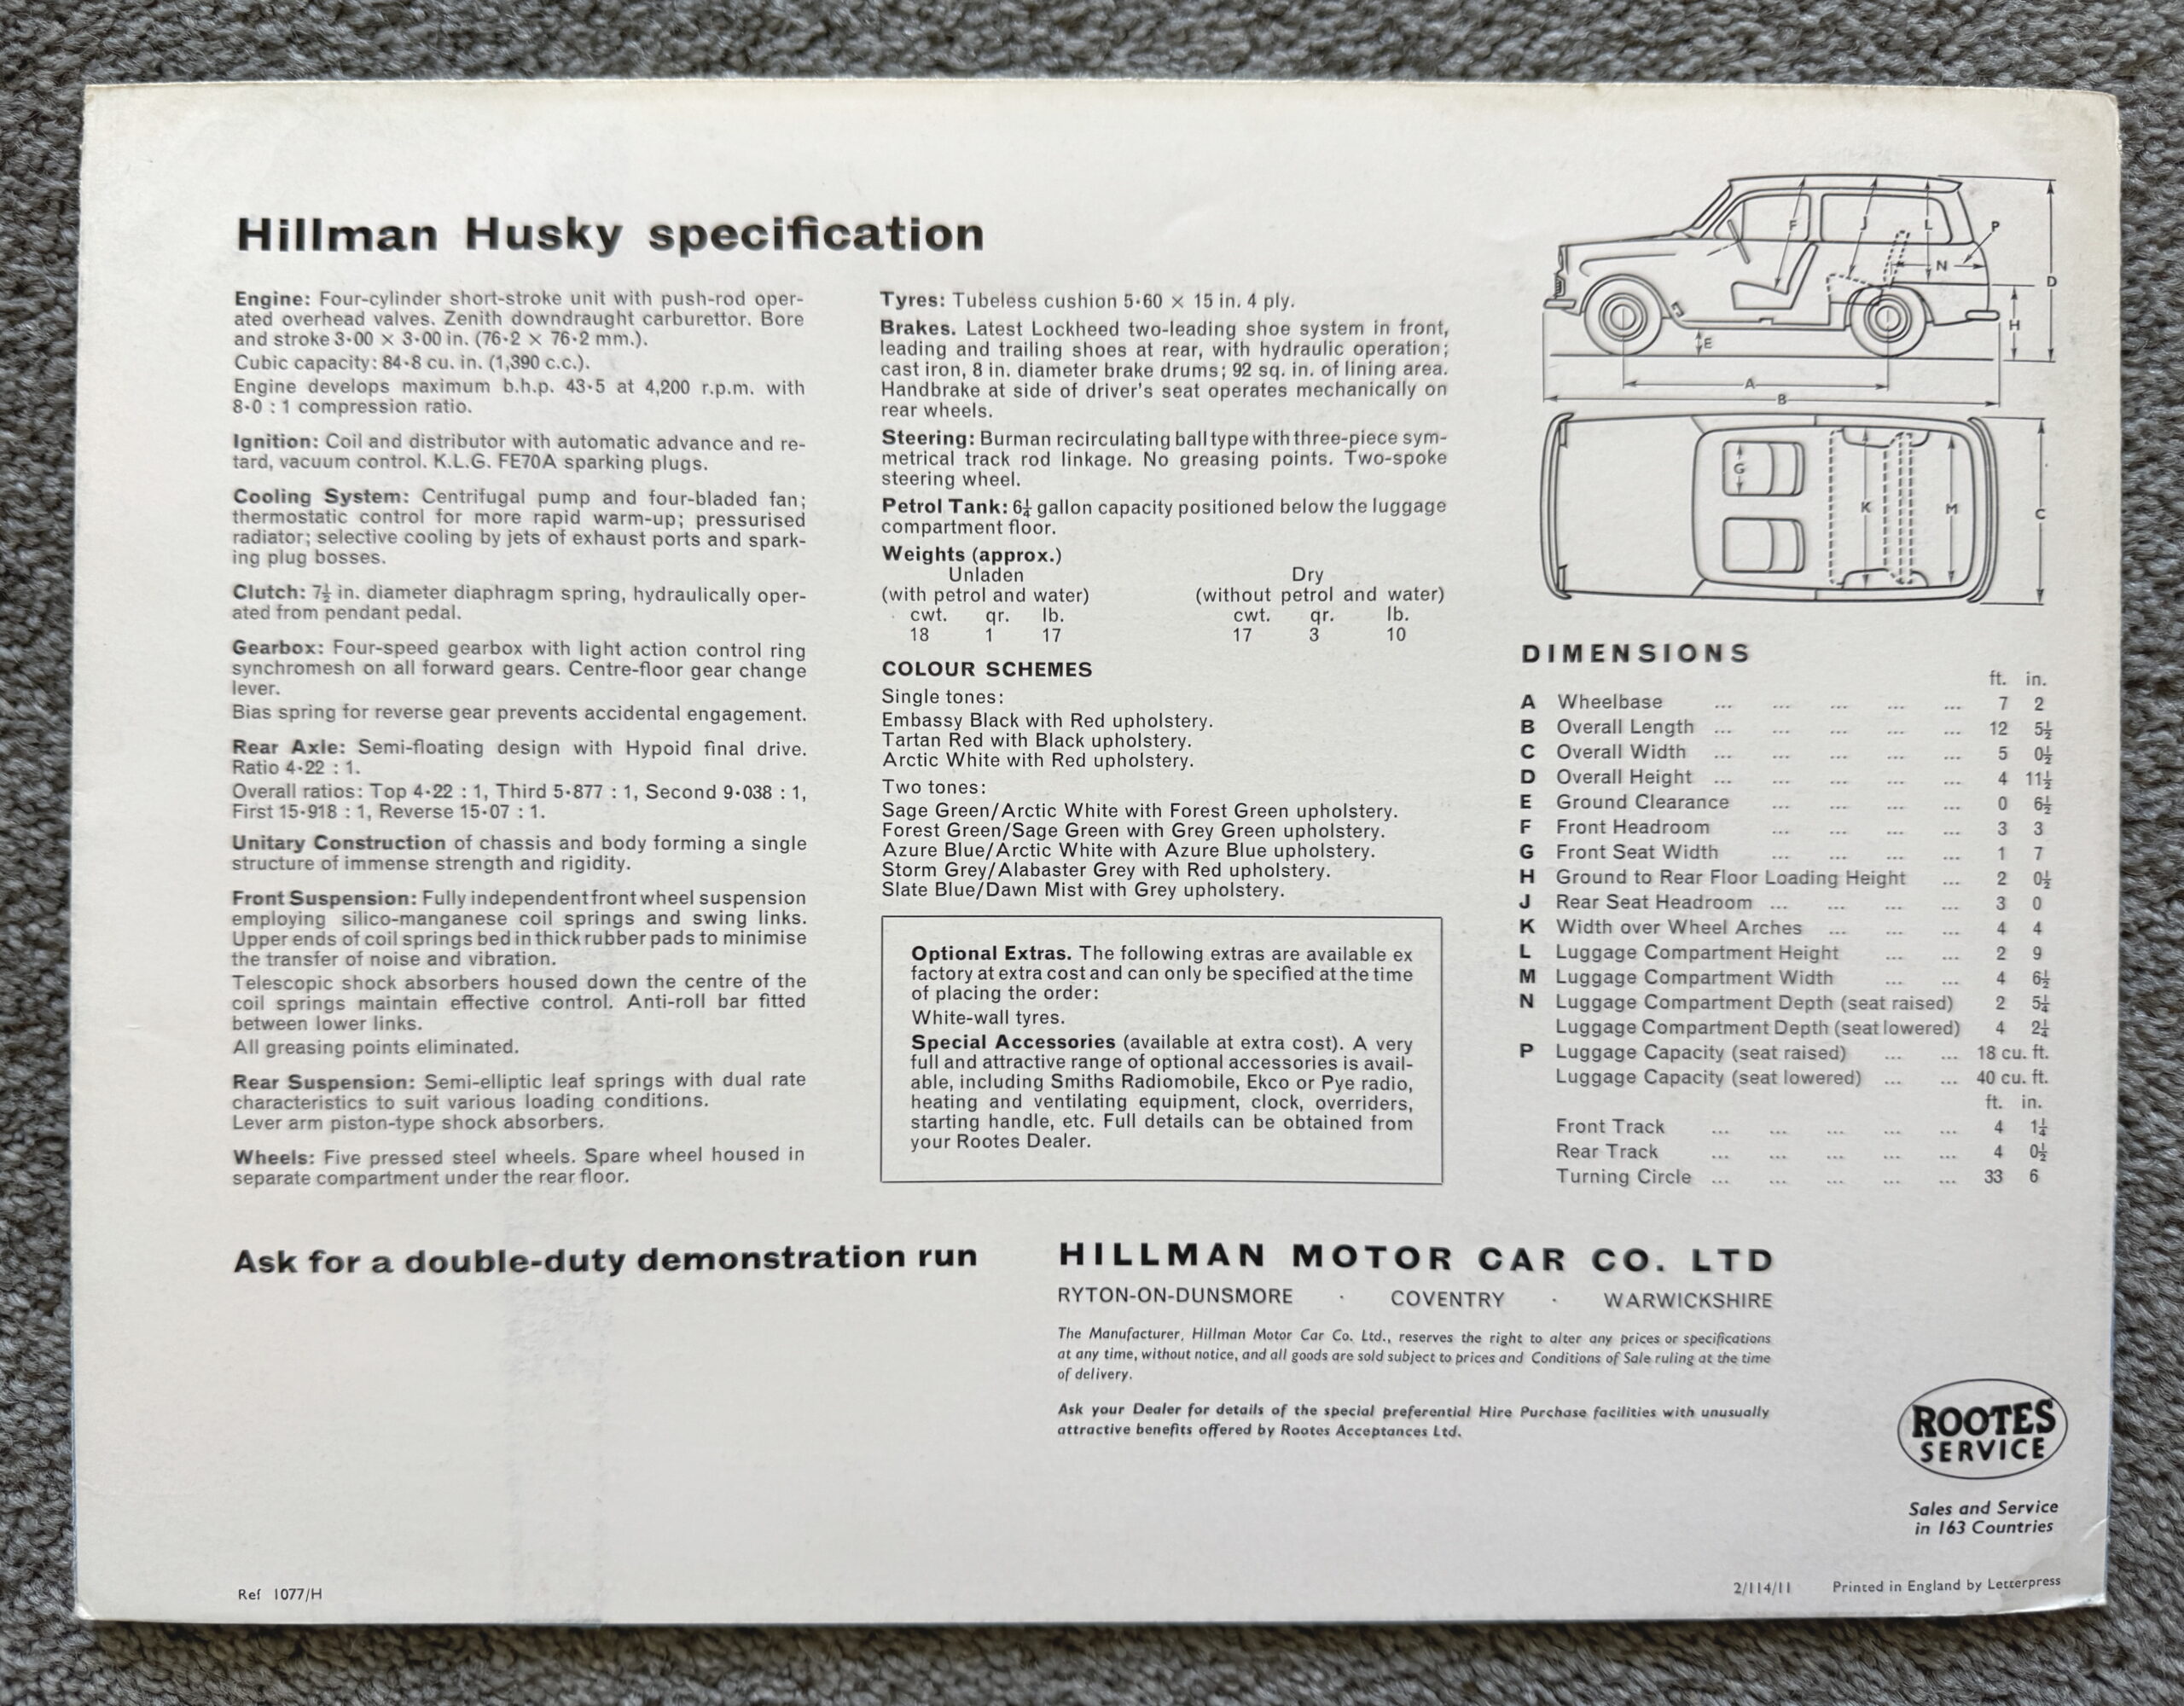 Hillman Husky specification
Engine: Four-cylinder short-stroke unit with push-rod oper-
ated overhead valves. Zenith downdraught carburettor. Bore
and stroke 3·00 × 3·00 in. (76·2 × 76·2 mm.).
Cubic capacity: 84·8 cu. in. (1,390 c.c.).
Engine develops maximum b.h.p. 43·5 at 4,200 r.p.m. with
8·0 : 1 compression ratio.
Ignition: Coil and distributor with automatic advance and re-
tard, vacuum control. K.L.G. FE70A sparking plugs.
Cooling System: Centrifugal pump and four-bladed fan;
thermostatic control for more rapid warm-up; pressurised
radiator; selective cooling by jets of exhaust ports and spark-
ing plug bosses.
Clutch: 7½ in. diameter diaphragm spring, hydraulically oper-
ated from pendant pedal.
Gearbox: Four-speed gearbox with light action control ring
synchromesh on all forward gears. Centre-floor gear change
lever.
Bias spring for reverse gear prevents accidental engagement.
Rear Axle: Semi-floating design with Hypoid final drive.
Ratio 4·22 : 1.
Overall ratios: Top 4·22 : 1, Third 5·877 : 1, Second 9·038 : 1,
First 15·918 : 1, Reverse 15·07 : 1.
Unitary Construction of chassis and body forming a single
structure of immense strength and rigidity.
Front Suspension: Fully independent front wheel suspension
employing silico-manganese coil springs and swing links.
Upper ends of coil springs bed in thick rubber pads to minimise
the transfer of noise and vibration.
Telescopic shock absorbers housed down the centre of the
coil springs maintain effective control. Anti-roll bar fitted
between lower links.
All greasing points eliminated.
Rear Suspension: Semi-elliptic leaf springs with dual rate
characteristics to suit various loading conditions.
Lever arm piston-type shock absorbers.
Wheels: Five pressed steel wheels. Spare wheel housed in
separate compartment under the rear floor.
Tyres: Tubeless cushion 5·60 × 15 in. 4 ply.
Brakes. Latest Lockheed two-leading shoe system in front,
leading and trailing shoes at rear, with hydraulic operation;
cast iron, 8 in. diameter brake drums; 92 sq. in. of lining area.
Handbrake at side of driver's seat operates mechanically on
rear wheels.
Steering: Burman recirculating ball type with three-piece sym-
metrical track rod linkage. No greasing points. Two-spoke
steering wheel.
Petrol Tank: 6¼ gallon capacity positioned below the luggage
compartment floor.
Weights (approx.)
Unladen Dry
(with petrol and water) (without petrol and water)
cwt. qr. lb. cwt. qr. lb.
18 1 17 17 3 10
COLOUR SCHEMES
Single tones:
Embassy Black with Red upholstery.
Tartan Red with Black upholstery.
Arctic White with Red upholstery.
Two tones:
Sage Green/Arctic White with Forest Green upholstery.
Forest Green/Sage Green with Grey Green upholstery.
Azure Blue/Arctic White with Azure Blue upholstery.
Storm Grey/Alabaster Grey with Red upholstery.
Slate Blue/Dawn Mist with Grey upholstery.
Optional Extras. The following extras are available ex
factory at extra cost and can only be specified at the time
of placing the order:
White-wall tyres.
Special Accessories (available at extra cost). A very
full and attractive range of optional accessories is avail-
able, including Smiths Radiomobile, Ekco or Pye radio,
heating and ventilating equipment, clock, overriders,
starting handle, etc. Full details can be obtained from
your Rootes Dealer.
F J L P
N
D
H
E
A
B
G
K M C
DIMENSIONS
ft. in.
A Wheelbase ... ... ... ... ... 7 2
B Overall Length ... ... ... ... ... 12 5½
C Overall Width ... ... ... ... ... 5 0½
D Overall Height ... ... ... ... ... 4 11½
E Ground Clearance ... ... ... ... 0 6½
F Front Headroom ... ... ... ... 3 3
G Front Seat Width ... ... ... ... 1 7
H Ground to Rear Floor Loading Height ... 2 0½
J Rear Seat Headroom ... ... ... ... 3 0
K Width over Wheel Arches ... ... ... 4 4
L Luggage Compartment Height ... ... 2 9
M Luggage Compartment Width ... ... 4 6½
N Luggage Compartment Depth (seat raised) 2 5¼
Luggage Compartment Depth (seat lowered) 4 2¼
P Luggage Capacity (seat raised) ... ... 18 cu. ft.
Luggage Capacity (seat lowered) ... ... 40 cu. ft.
ft. in.
Front Track ... ... ... ... ... 4 1¼
Rear Track ... ... ... ... ... 4 0½
Turning Circle ... ... ... ... ... 33 6
Ask for a double-duty demonstration run
HILLMAN MOTOR CAR CO. LTD
RYTON-ON-DUNSMORE · COVENTRY · WARWICKSHIRE
The Manufacturer, Hillman Motor Car Co. Ltd., reserves the right to alter any prices or specifications
at any time, without notice, and all goods are sold subject to prices and Conditions of Sale ruling at the time
of delivery.
Ask your Dealer for details of the special preferential Hire Purchase facilities with unusually
attractive benefits offered by Rootes Acceptances Ltd.
ROOTES
SERVICE
Sales and Service
in 163 Countries
Ref 1077/H
2/114/11 Printed in England by Letterpress